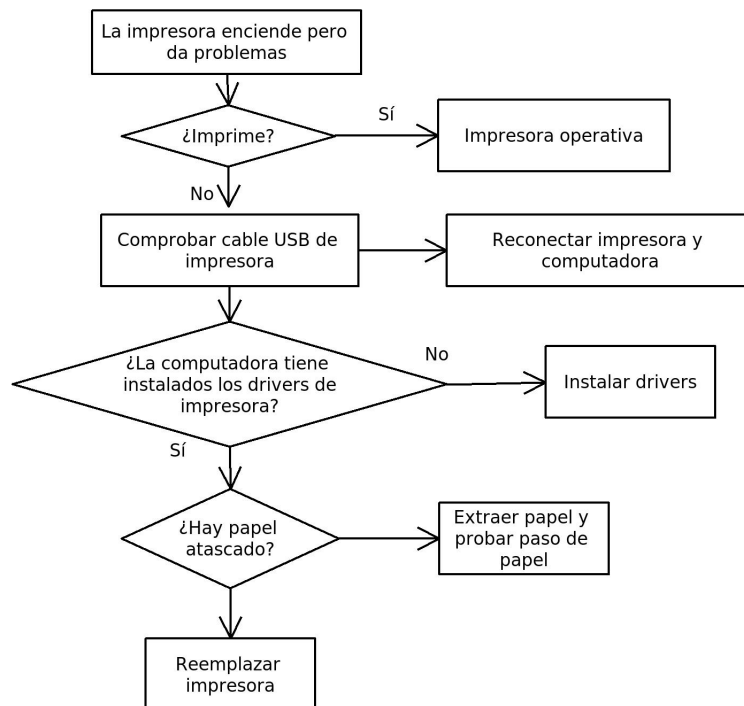 La impresora enciende pero
da problemas
¿Imprime?
Sí
Impresora operativa
No
Comprobar cable USB de
impresora
Reconectar impresora y
computadora
¿La computadora tiene
instalados los drivers de
impresora?
No
Instalar drivers
Sí
¿Hay papel
atascado?
Extraer papel y
probar paso de
papel
Reemplazar
impresora